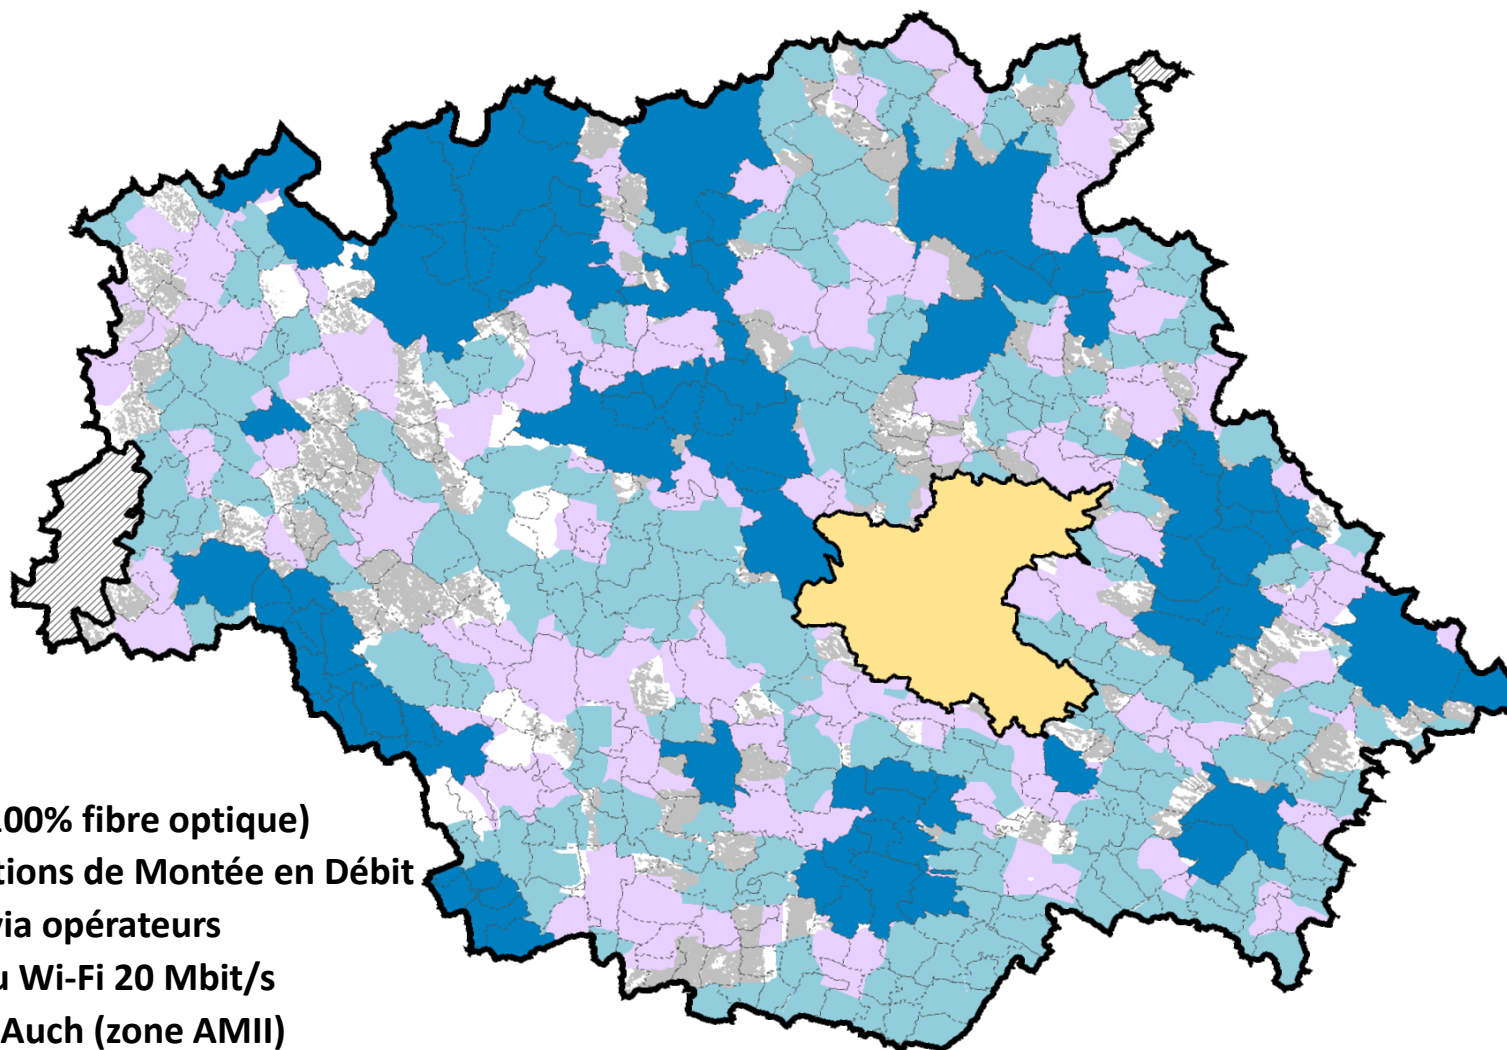 100% fibre optique)
tions de Montée en Débit
via opérateurs
u Wi-Fi 20 Mbit/s
Auch (zone AMII)